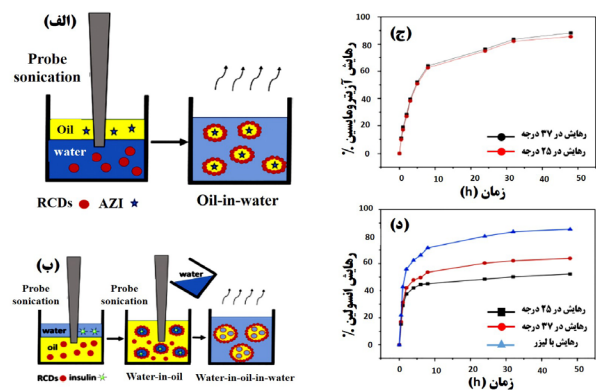 (الف)
Probe
sonication
Oil
water
RCDs AZI
Oil-in-water
(ب)
Probe
sonication
Probe
sonication
water
water
oil
RCDs insulin
Water-in-oil
Water-in-oil-in-water
(ج)
رهایش آزیترومایسین %
100
80
60
40
20
0
رهایش در ۳۷ درجه
رهایش در ۲۵ درجه
0 10 20 30 40 50
زمان (h)
(د)
رهایش انسولین %
100
80
60
40
20
0
رهایش در ۲۵ درجه
رهایش در ۳۷ درجه
رهایش با لیزر
0 10 20 30 40 50
زمان (h)